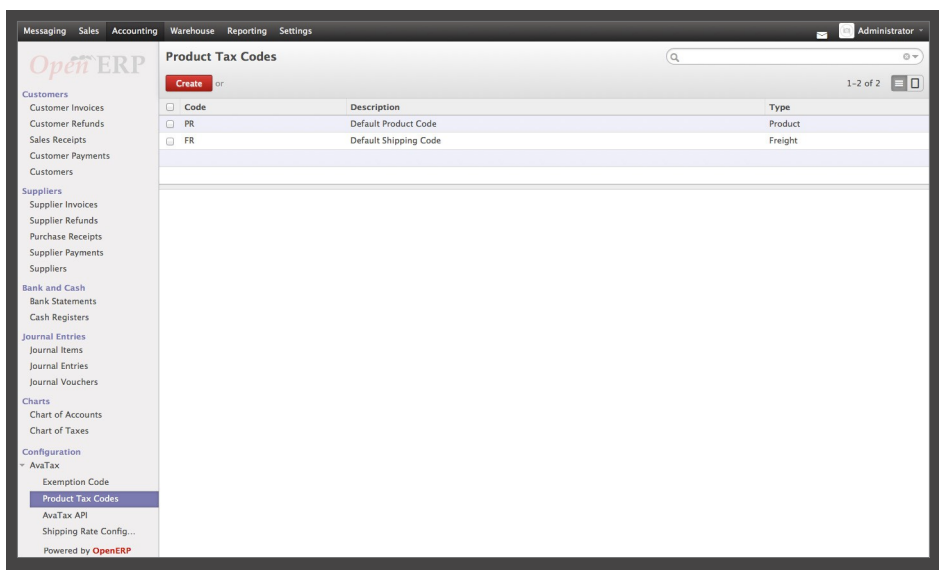 Messaging Sales Accounting Warehouse Reporting Settings Administrator
OpenERP
Product Tax Codes
Create or
1-2 of 2
Customers
Customer Invoices
Customer Refunds
Sales Receipts
Customer Payments
Customers
Suppliers
Supplier Invoices
Supplier Refunds
Purchase Receipts
Supplier Payments
Suppliers
Bank and Cash
Bank Statements
Cash Registers
Journal Entries
Journal Items
Journal Entries
Journal Vouchers
Charts
Chart of Accounts
Chart of Taxes
Configuration
AvaTax
Exemption Code
Product Tax Codes
AvaTax API
Shipping Rate Config...
Powered by OpenERP
Code Description Type
PR Default Product Code Product
FR Default Shipping Code Freight